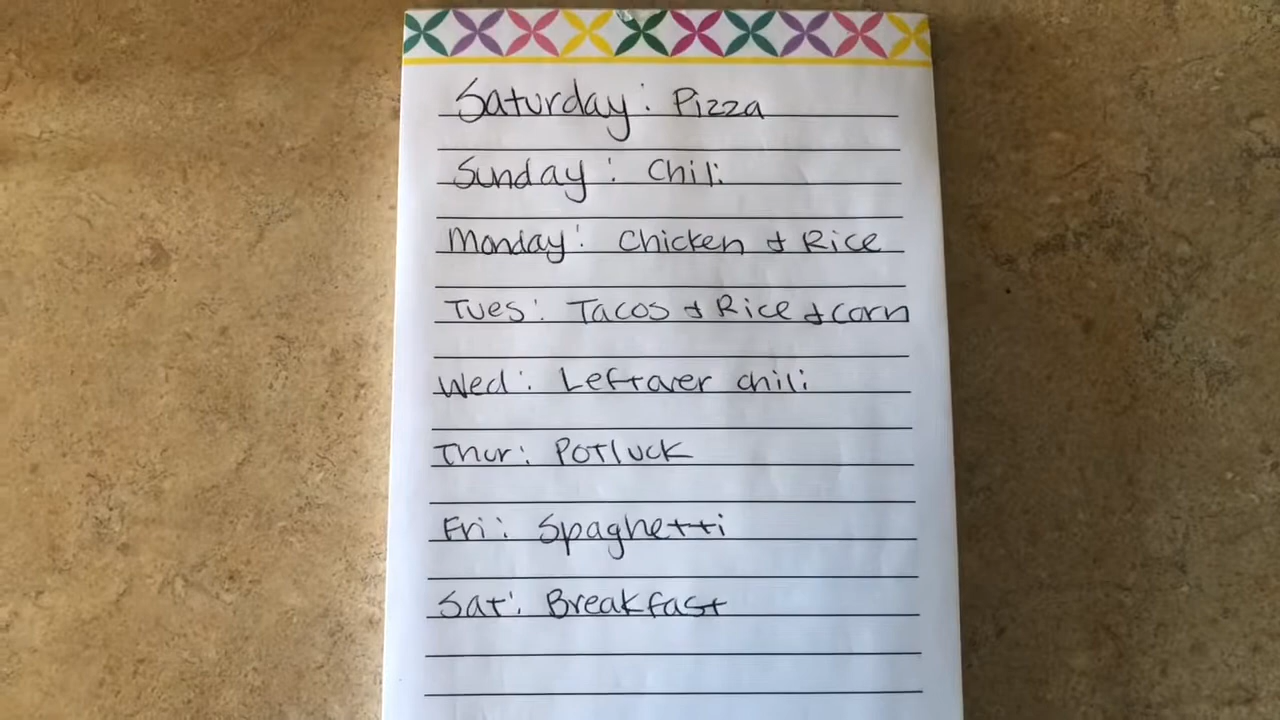 Saturday: Pizza
Sunday: Chili
Monday: Chicken & Rice
Tues: Tacos & Rice & Corn
Wed: Leftover chili
Thur: Potluck
Fri: Spaghetti
Sat: Breakfast